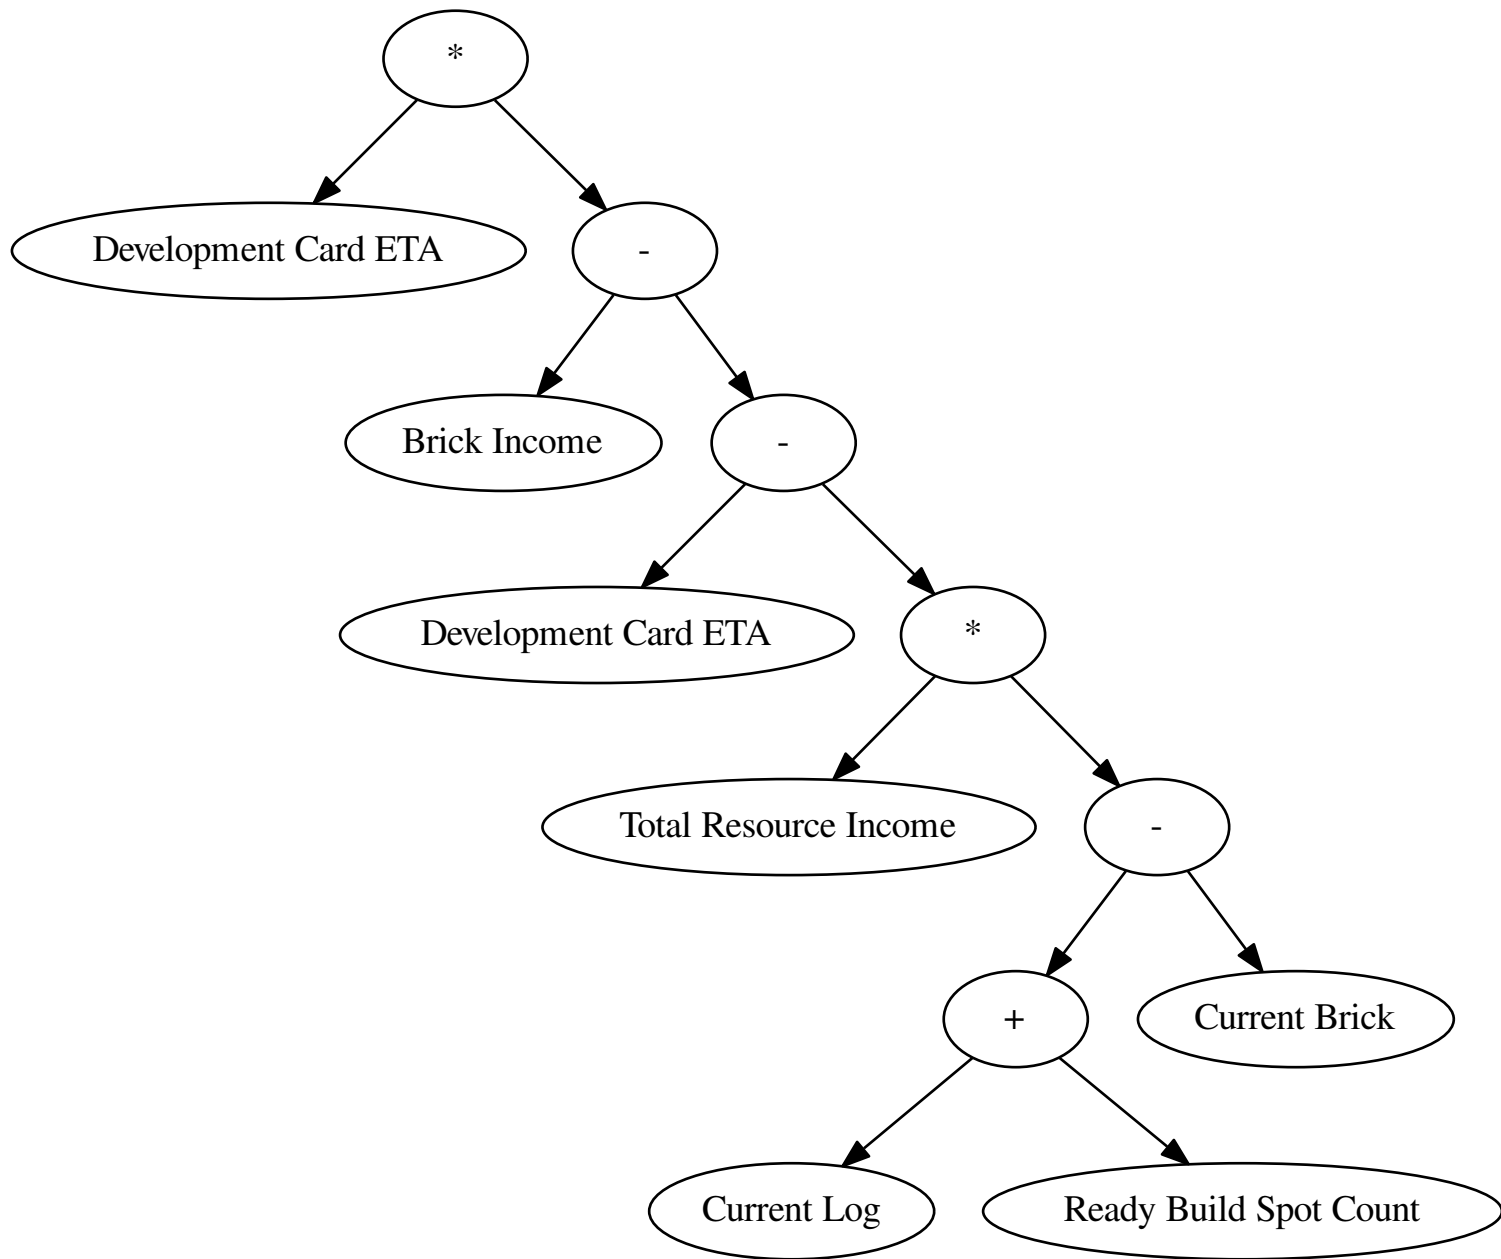 *
Development Card ETA
-
Brick Income
-
Development Card ETA
*
Total Resource Income
-
+
Current Brick
Current Log
Ready Build Spot Count